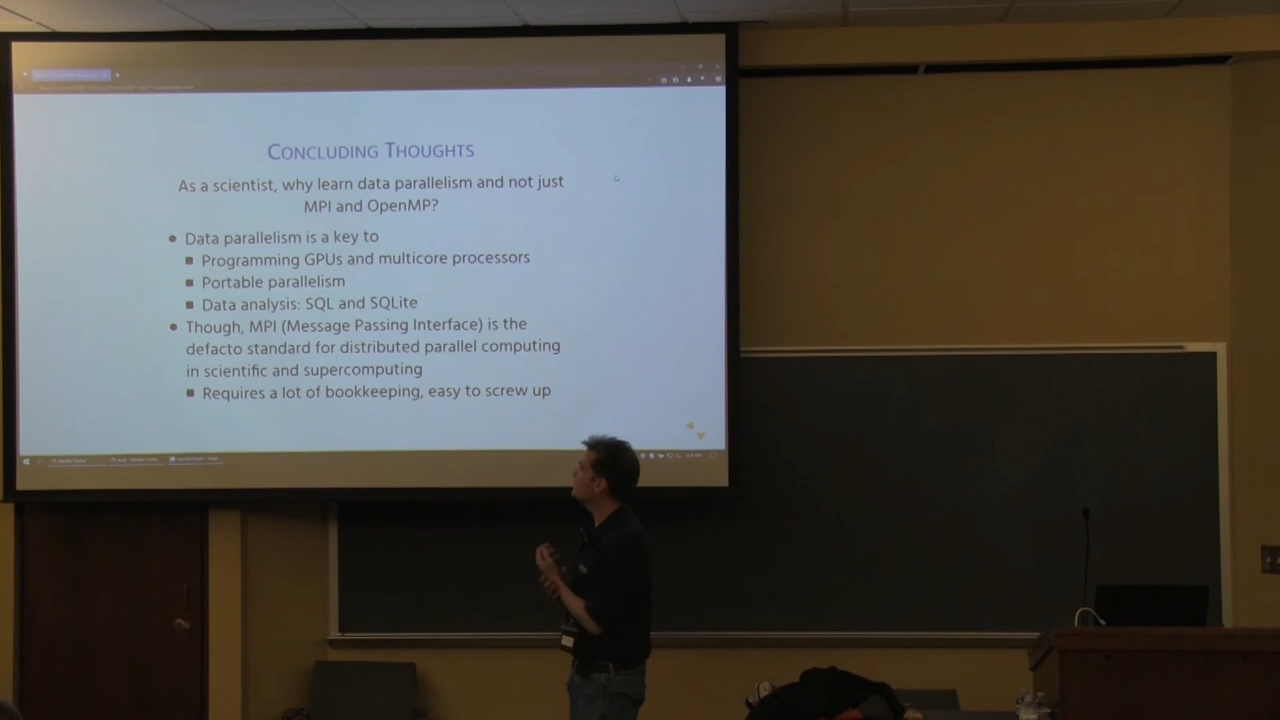 CONCLUDING THOUGHTS
As a scientist, why learn data parallelism and not just
MPI and OpenMP?
Data parallelism is a key to
Programming GPUs and multicore processors
Portable parallelism
Data analysis: SQL and SQLite
Though, MPI (Message Passing Interface) is the
defacto standard for distributed parallel computing
in scientific and supercomputing
Requires a lot of bookkeeping, easy to screw up